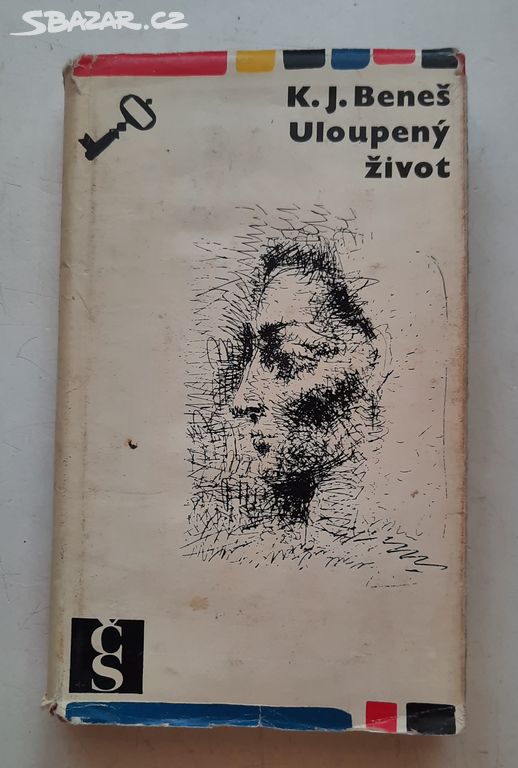 SBAZAR.CZ
K. J. Beneš
Uloupený
život
ČS